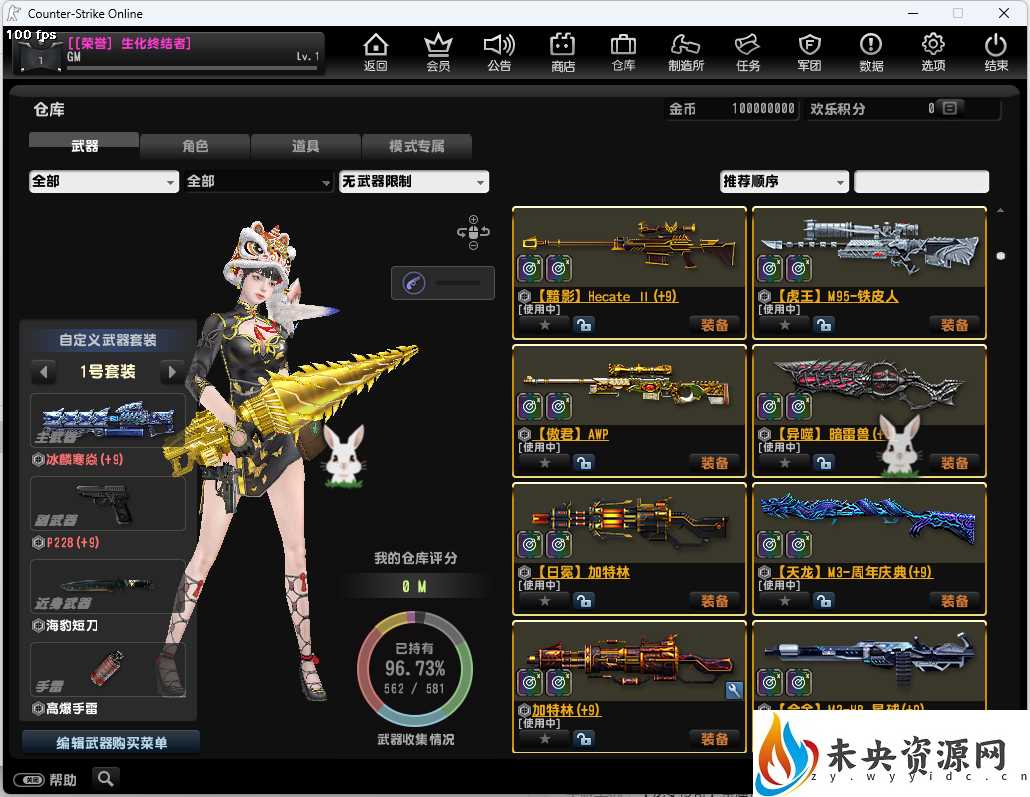 Counter-Strike Online
100 fps
[[荣誉] 生化终结者]
1
GM
Lv.1
返回
会员
公告
商店
仓库
制造所
任务
军团
数据
选项
结束
仓库
金币 100000000
欢乐积分 0
武器
角色
道具
模式专属
全部
全部
无武器限制
推荐顺序
自定义武器套装
1号套装
主武器
冰麟寒焱(+9)
副武器
P228(+9)
近身武器
海豹短刀
手雷
高爆手雷
编辑武器购买菜单
帮助
我的仓库评分
0 M
已持有
96.73%
562 / 581
武器收集情况
【黯影】Hecate II(+9)
[使用中]
装备
【虎王】M95-铁皮人
[使用中]
装备
【傲君】AWP
[使用中]
装备
【异噬】暗雷兽(+
[使用中]
装备
【日冕】加特林
[使用中]
装备
【天龙】M3-周年庆典(+9)
[使用中]
装备
加特林(+9)
[使用中]
装备
未央资源网
zy.wyyidc.cn